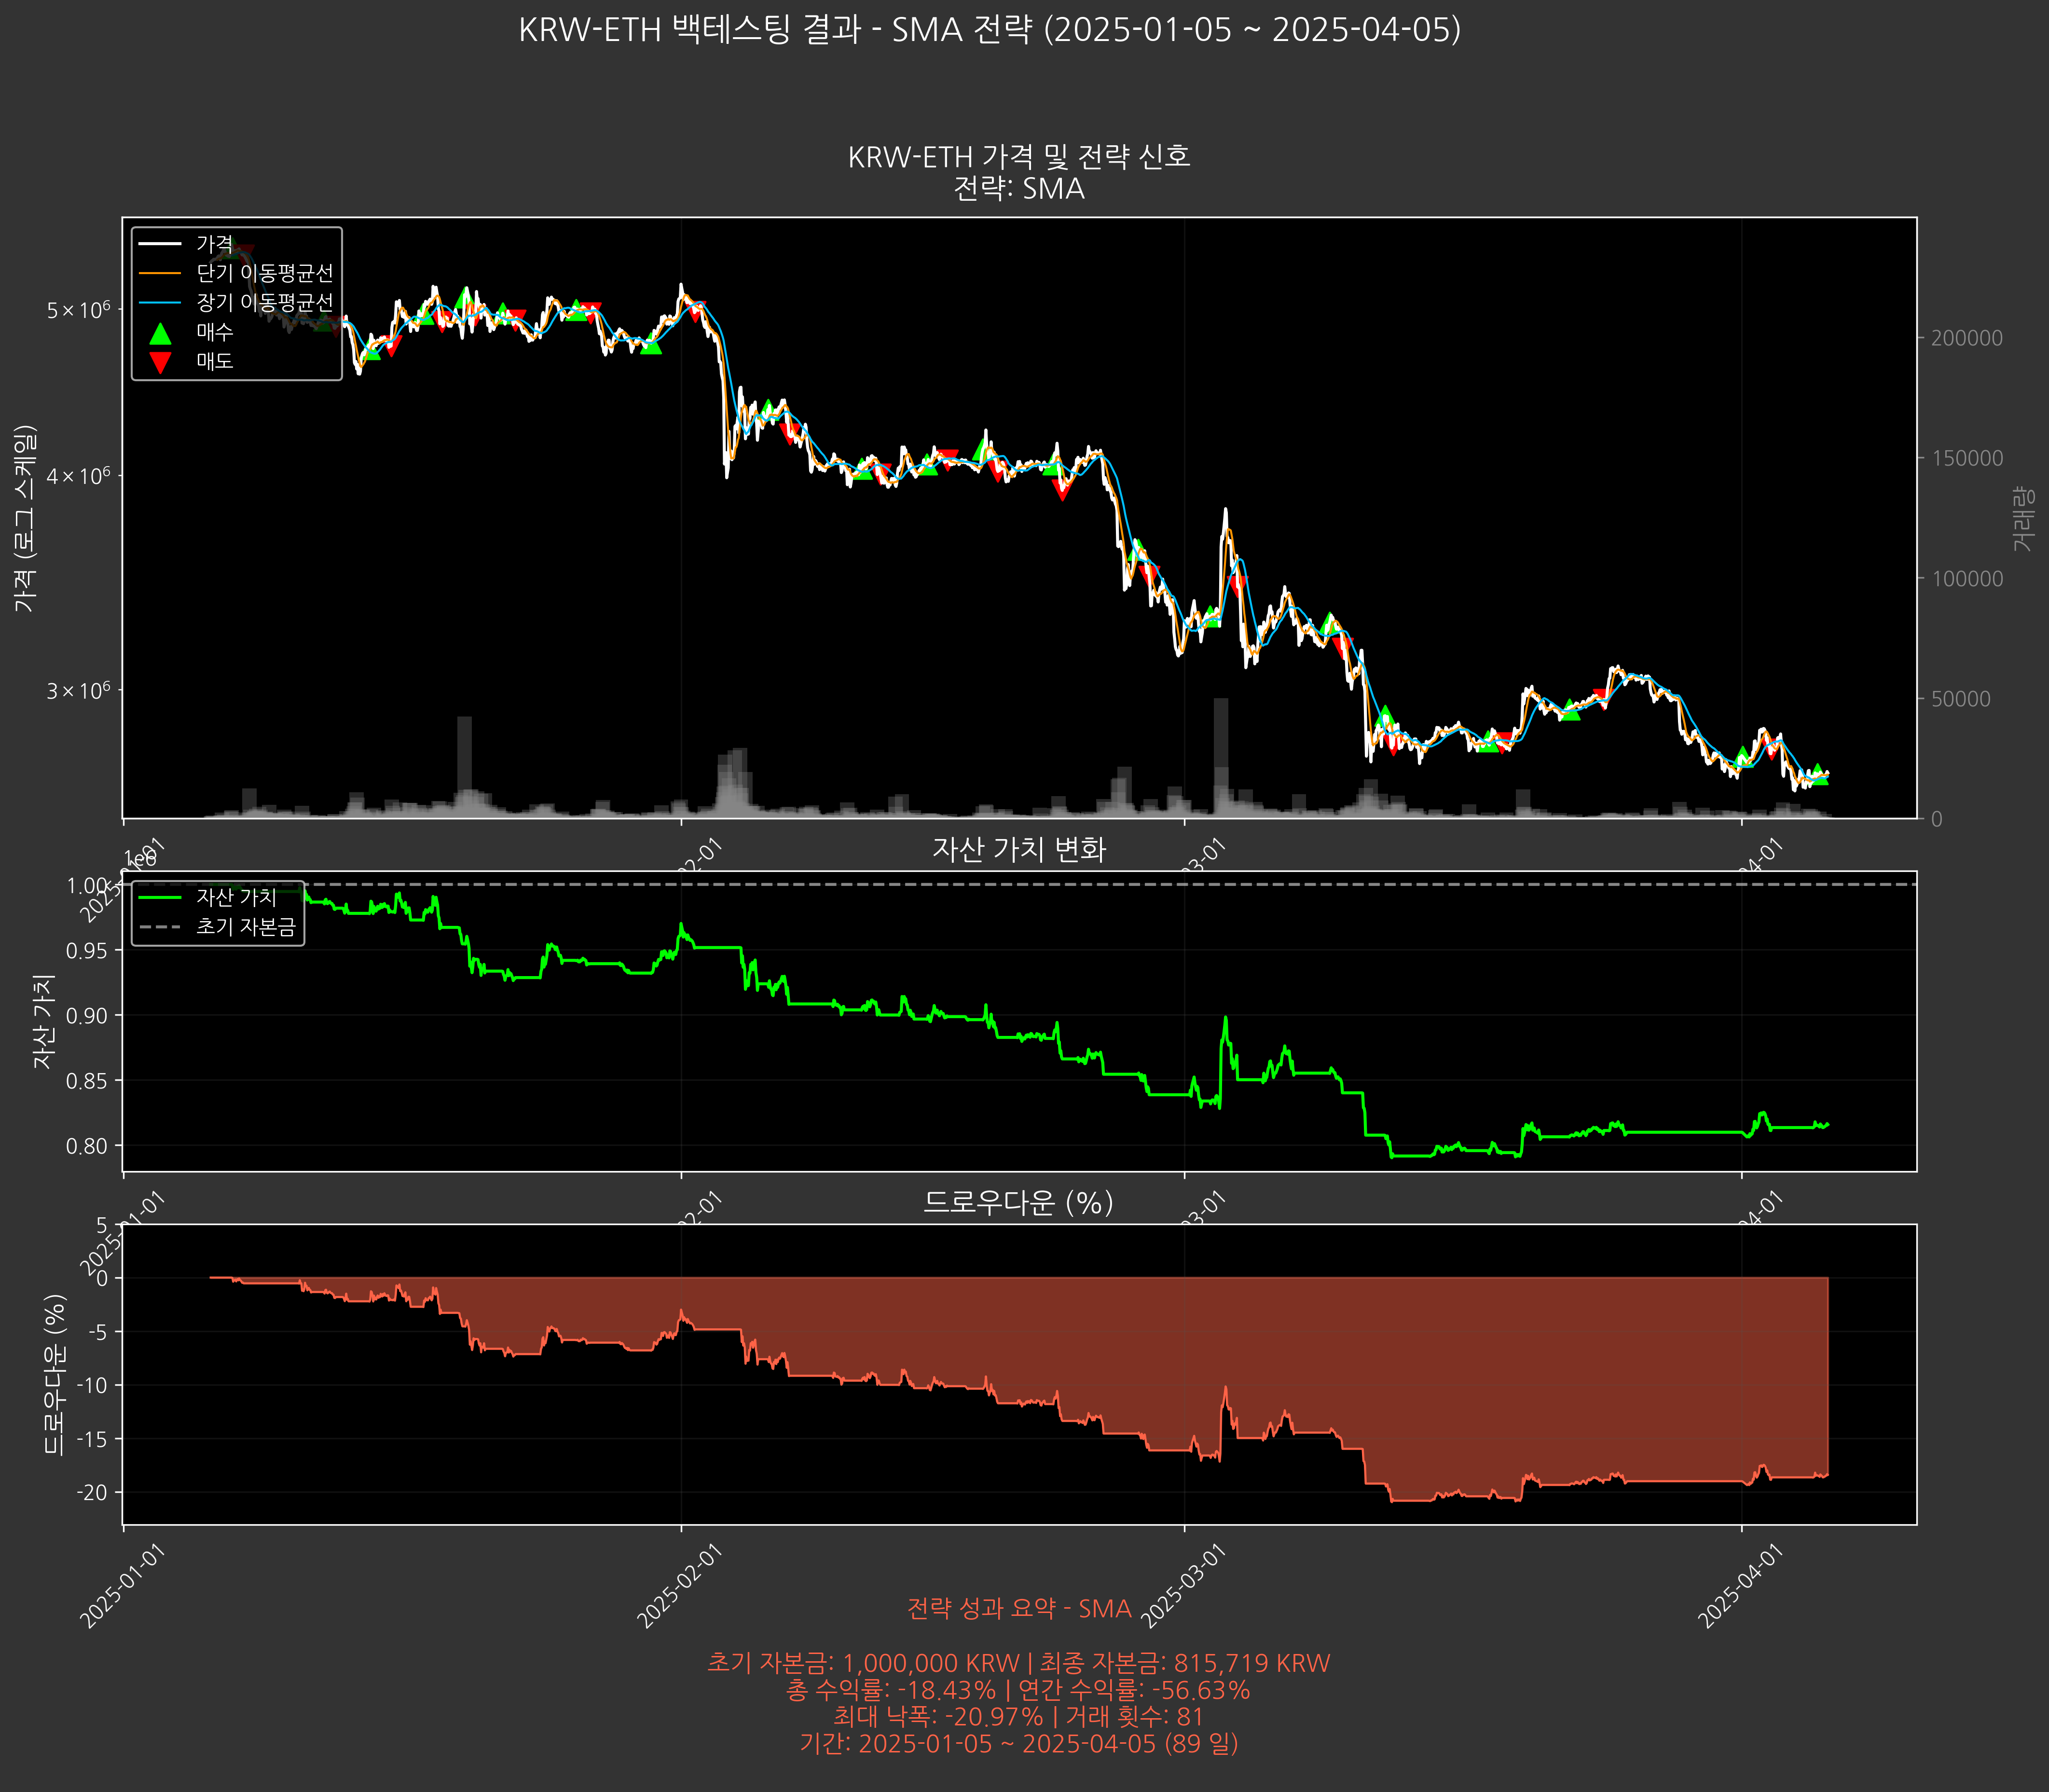 KRW-ETH 백테스팅 결과 - SMA 전략 (2025-01-05 ~ 2025-04-05)
KRW-ETH 가격 및 전략 신호
전략: SMA
가격
단기 이동평균선
장기 이동평균선
매수
매도
5 × 10⁶
4 × 10⁶
3 × 10⁶
가격 (로그 스케일)
200000
150000
100000
50000
0
거래량
자산 가치 변화
1e6
자산 가치
초기 자본금
1.00
0.95
0.90
0.85
0.80
자산 가치
드로우다운 (%)
5
0
-5
-10
-15
-20
드로우다운 (%)
2025-01-01
2025-02-01
2025-03-01
2025-04-01
전략 성과 요약 - SMA
초기 자본금: 1,000,000 KRW | 최종 자본금: 815,719 KRW
총 수익률: -18.43% | 연간 수익률: -56.63%
최대 낙폭: -20.97% | 거래 횟수: 81
기간: 2025-01-05 ~ 2025-04-05 (89 일)